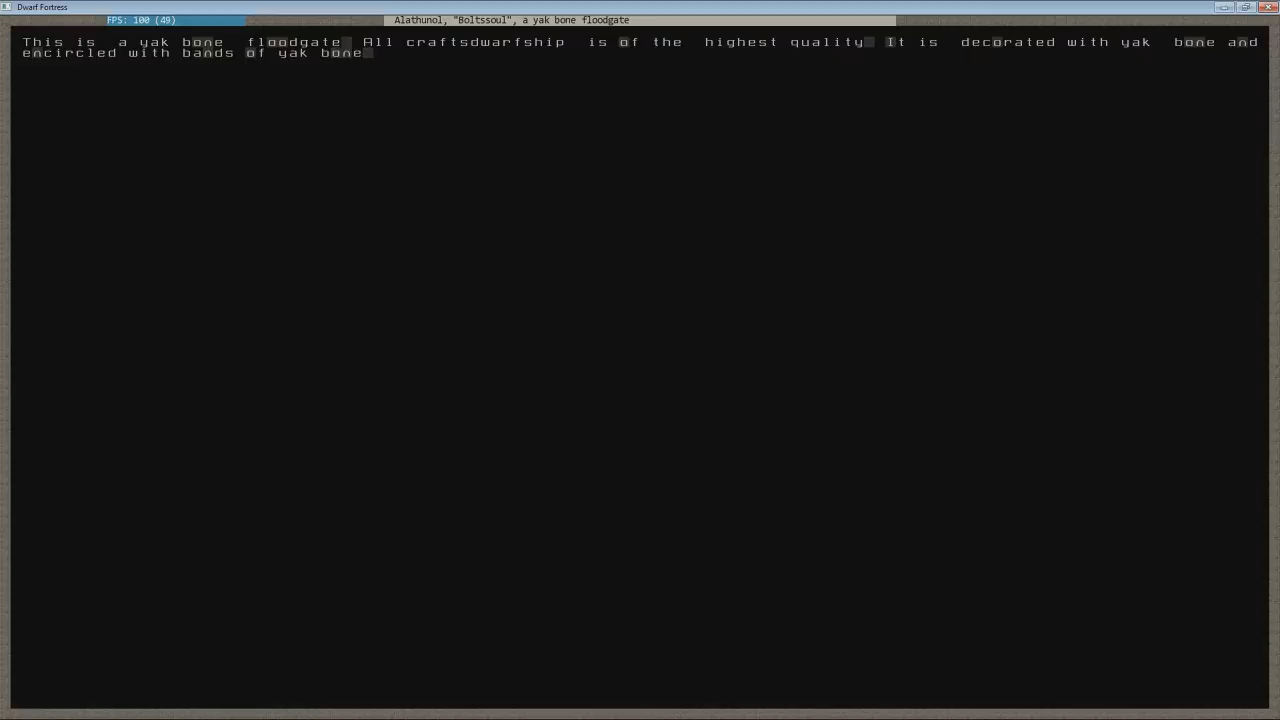 Dwarf Fortress
FPS: 100 (49)
Alathunol, "Boltssoul", a yak bone floodgate
This is a yak bone floodgate. All craftsdwarfship is of the highest quality. It is decorated with yak bone and
encircled with bands of yak bone.